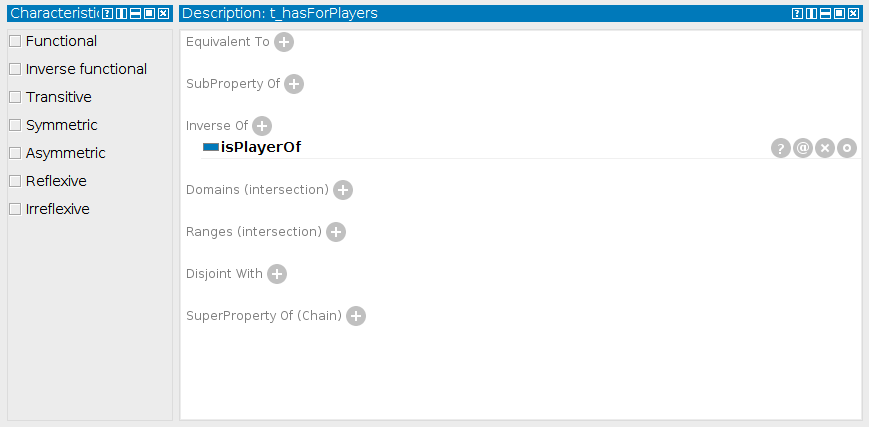 Characteristic
Functional
Inverse functional
Transitive
Symmetric
Asymmetric
Reflexive
Irreflexive
Description: t_hasForPlayers
Equivalent To
SubProperty Of
Inverse Of
isPlayerOf
Domains (intersection)
Ranges (intersection)
Disjoint With
SuperProperty Of (Chain)